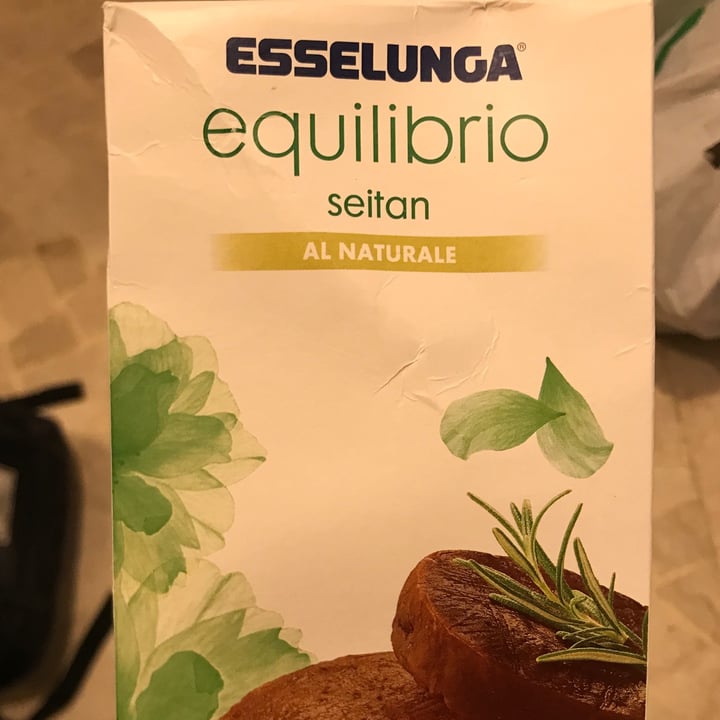 ESSELUNGA®
equilibrio
seitan
AL NATURALE